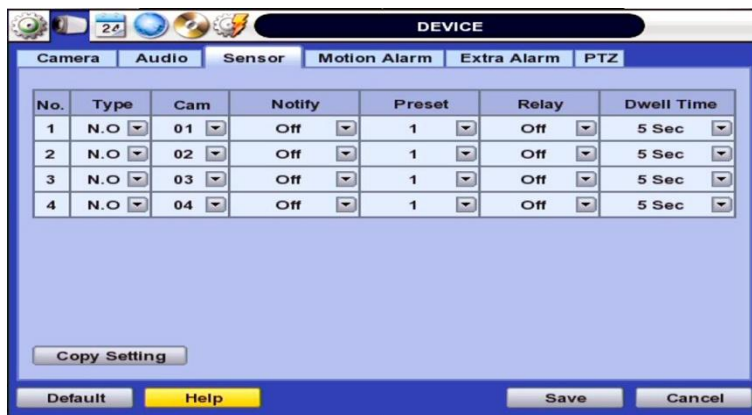 24 DEVICE
Camera Audio Sensor Motion Alarm Extra Alarm PTZ
No. Type Cam Notify Preset Relay Dwell Time
1 N.O 01 Off 1 Off 5 Sec
2 N.O 02 Off 1 Off 5 Sec
3 N.O 03 Off 1 Off 5 Sec
4 N.O 04 Off 1 Off 5 Sec
Copy Setting
Default Help Save Cancel